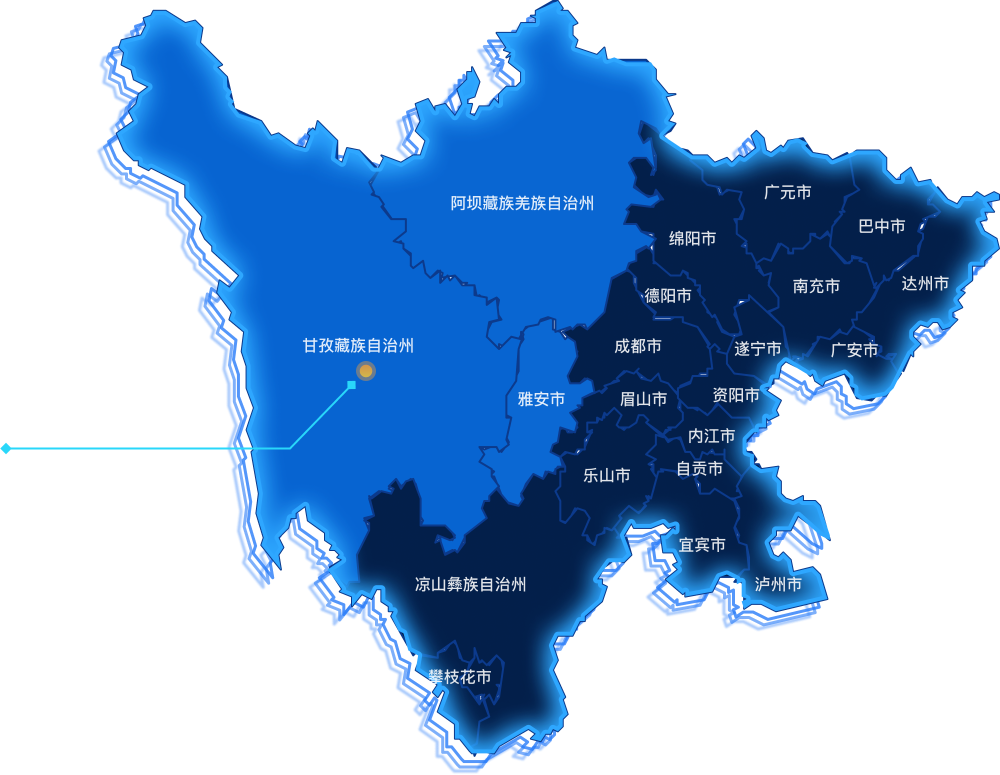 广元市
阿坝藏族羌族自治州
巴中市
绵阳市
达州市
南充市
德阳市
甘孜藏族自治州
成都市
遂宁市
广安市
资阳市
雅安市
眉山市
内江市
自贡市
乐山市
宜宾市
凉山彝族自治州
泸州市
攀枝花市